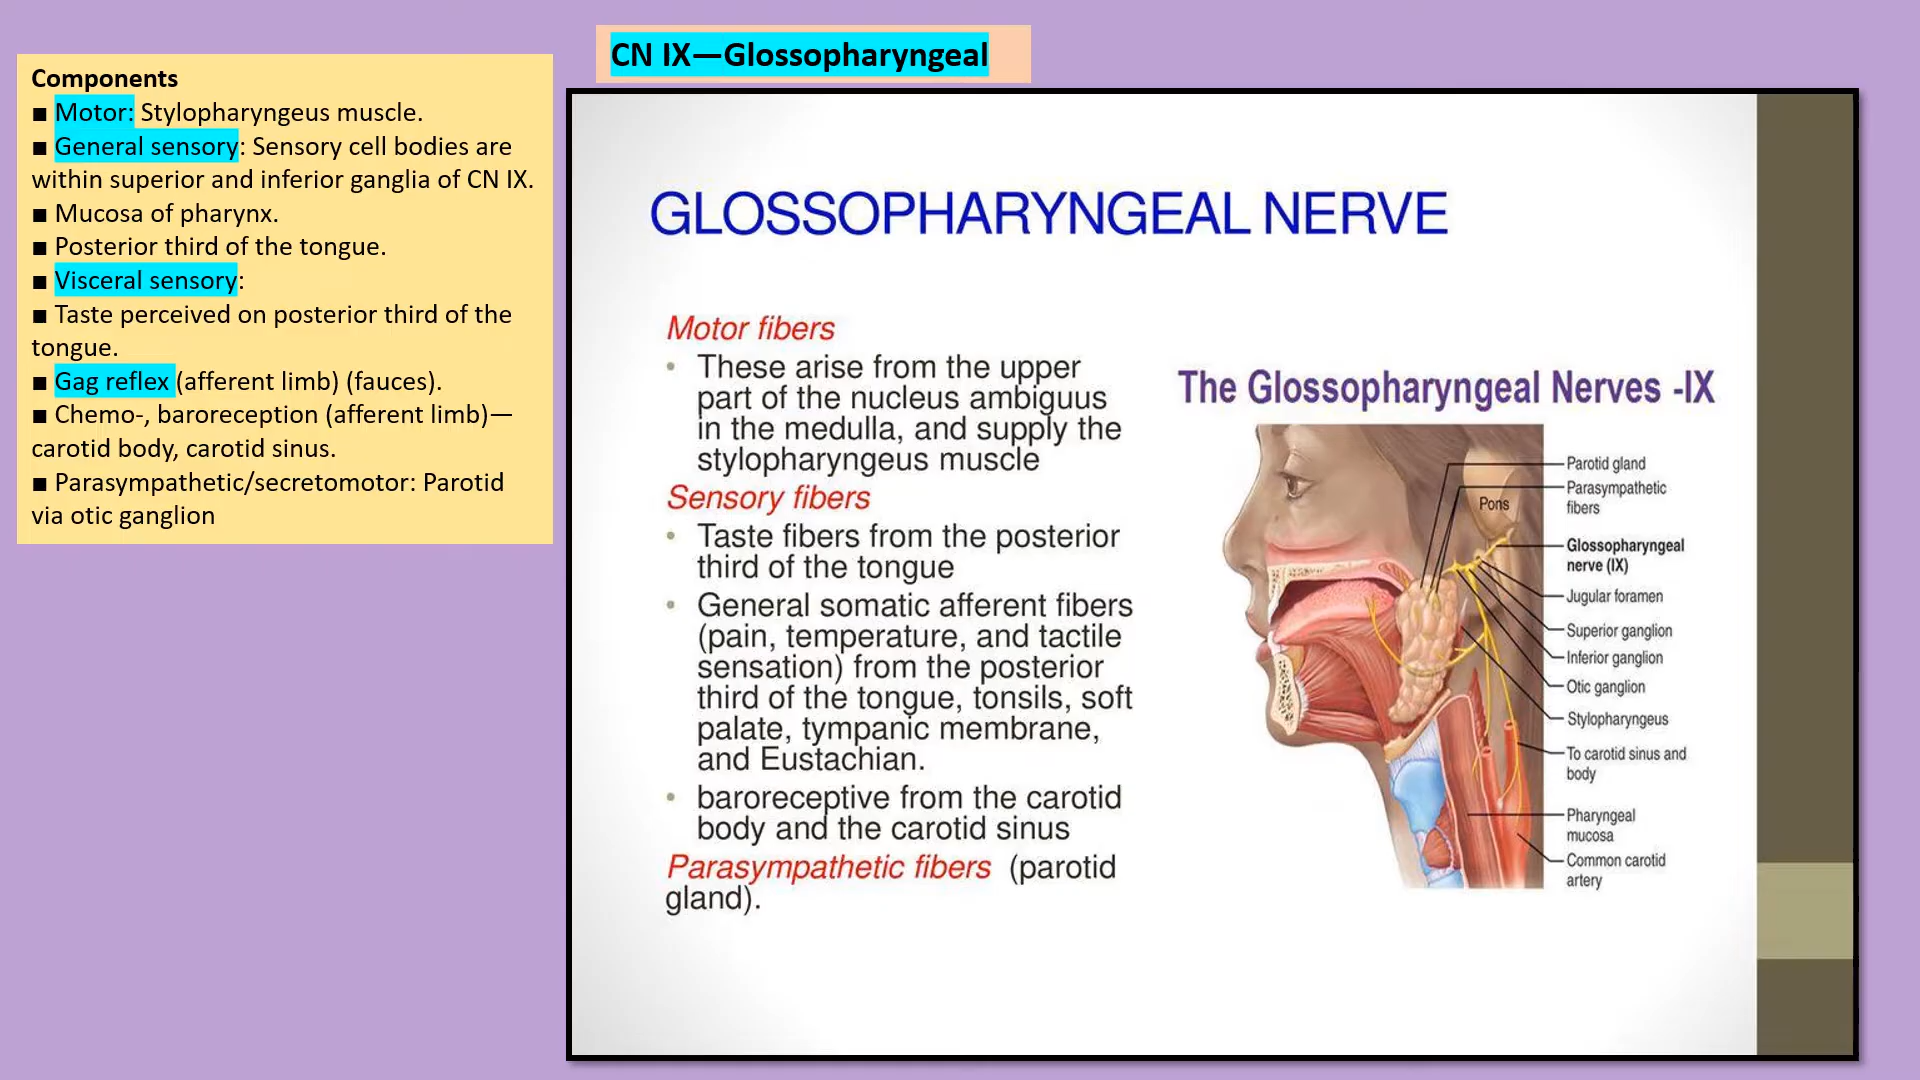 CN IX—Glossopharyngeal
Components
■ Motor: Stylopharyngeus muscle.
■ General sensory: Sensory cell bodies are
within superior and inferior ganglia of CN IX.
■ Mucosa of pharynx.
■ Posterior third of the tongue.
■ Visceral sensory:
■ Taste perceived on posterior third of the
tongue.
■ Gag reflex (afferent limb) (fauces).
■ Chemo-, baroreception (afferent limb)—
carotid body, carotid sinus.
■ Parasympathetic/secretomotor: Parotid
via otic ganglion
GLOSSOPHARYNGEAL NERVE
Motor fibers
• These arise from the upper
part of the nucleus ambiguus
in the medulla, and supply the
stylopharyngeus muscle
Sensory fibers
• Taste fibers from the posterior
third of the tongue
• General somatic afferent fibers
(pain, temperature, and tactile
sensation) from the posterior
third of the tongue, tonsils, soft
palate, tympanic membrane,
and Eustachian.
• baroreceptive from the carotid
body and the carotid sinus
Parasympathetic fibers (parotid
gland).
The Glossopharyngeal Nerves -IX
Parotid gland
Parasympathetic
fibers
Pons
Glossopharyngeal
nerve (IX)
Jugular foramen
Superior ganglion
Inferior ganglion
Otic ganglion
Stylopharyngeus
To carotid sinus and
body
Pharyngeal
mucosa
Common carotid
artery